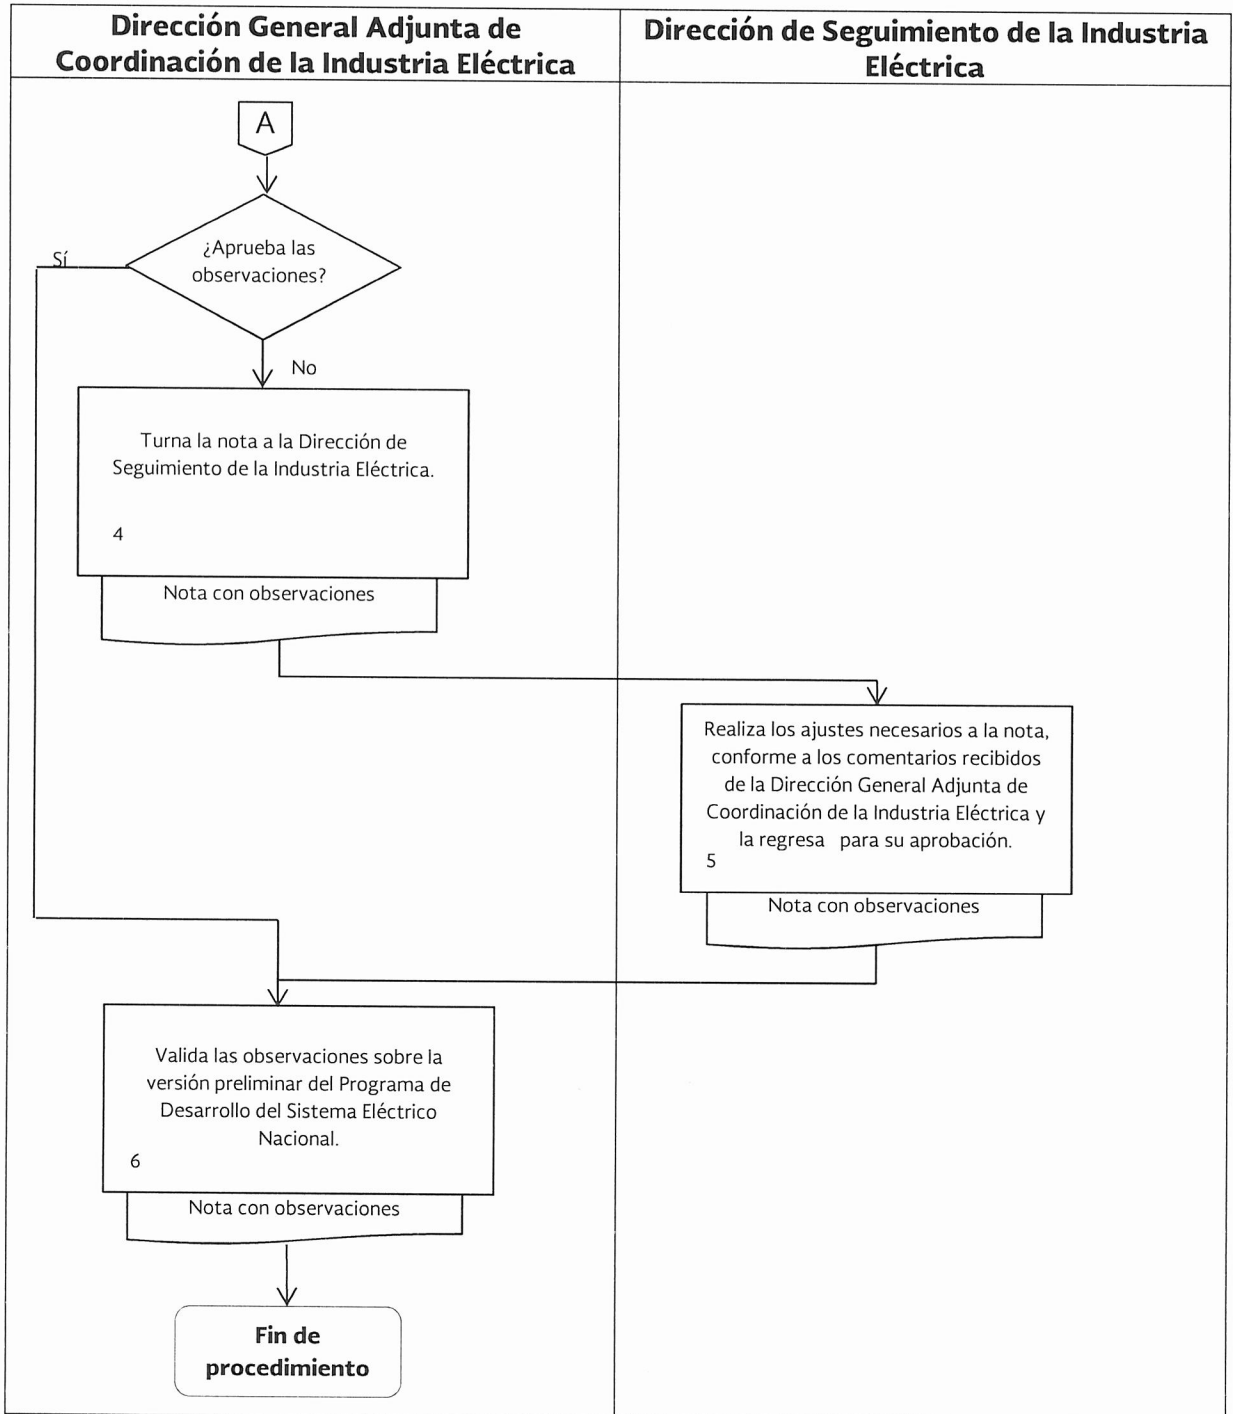 Dirección General Adjunta de
Coordinación de la Industria Eléctrica
Dirección de Seguimiento de la Industria
Eléctrica
A
¿Aprueba las
observaciones?
Sí
No
Turna la nota a la Dirección de
Seguimiento de la Industria Eléctrica.
4
Nota con observaciones
Realiza los ajustes necesarios a la nota,
conforme a los comentarios recibidos
de la Dirección General Adjunta de
Coordinación de la Industria Eléctrica y
la regresa para su aprobación.
5
Nota con observaciones
Valida las observaciones sobre la
versión preliminar del Programa de
Desarrollo del Sistema Eléctrico
Nacional.
6
Nota con observaciones
Fin de
procedimiento